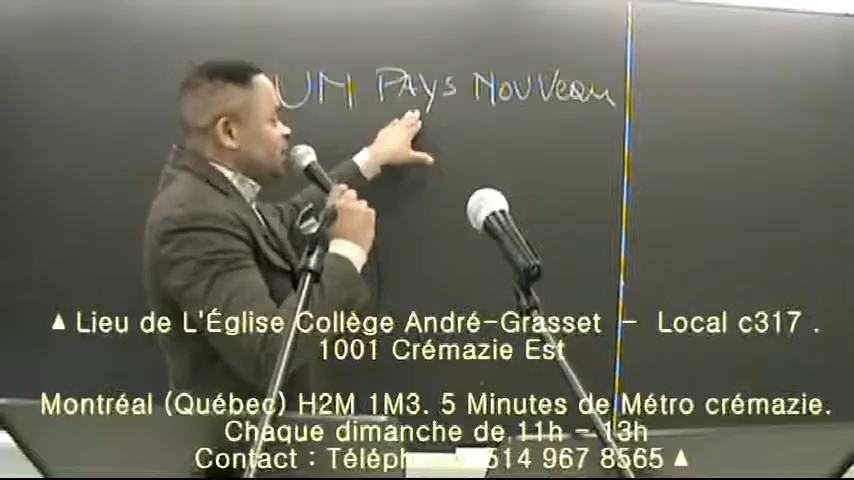 UN PAYS NOUVEAU
▲ Lieu de L'Église Collège André-Grasset - Local c317 .
1001 Crémazie Est
Montréal (Québec) H2M 1M3. 5 Minutes de Métro crémazie.
Chaque dimanche de 11h - 13h
Contact : Téléphone 514 967 8565 ▲